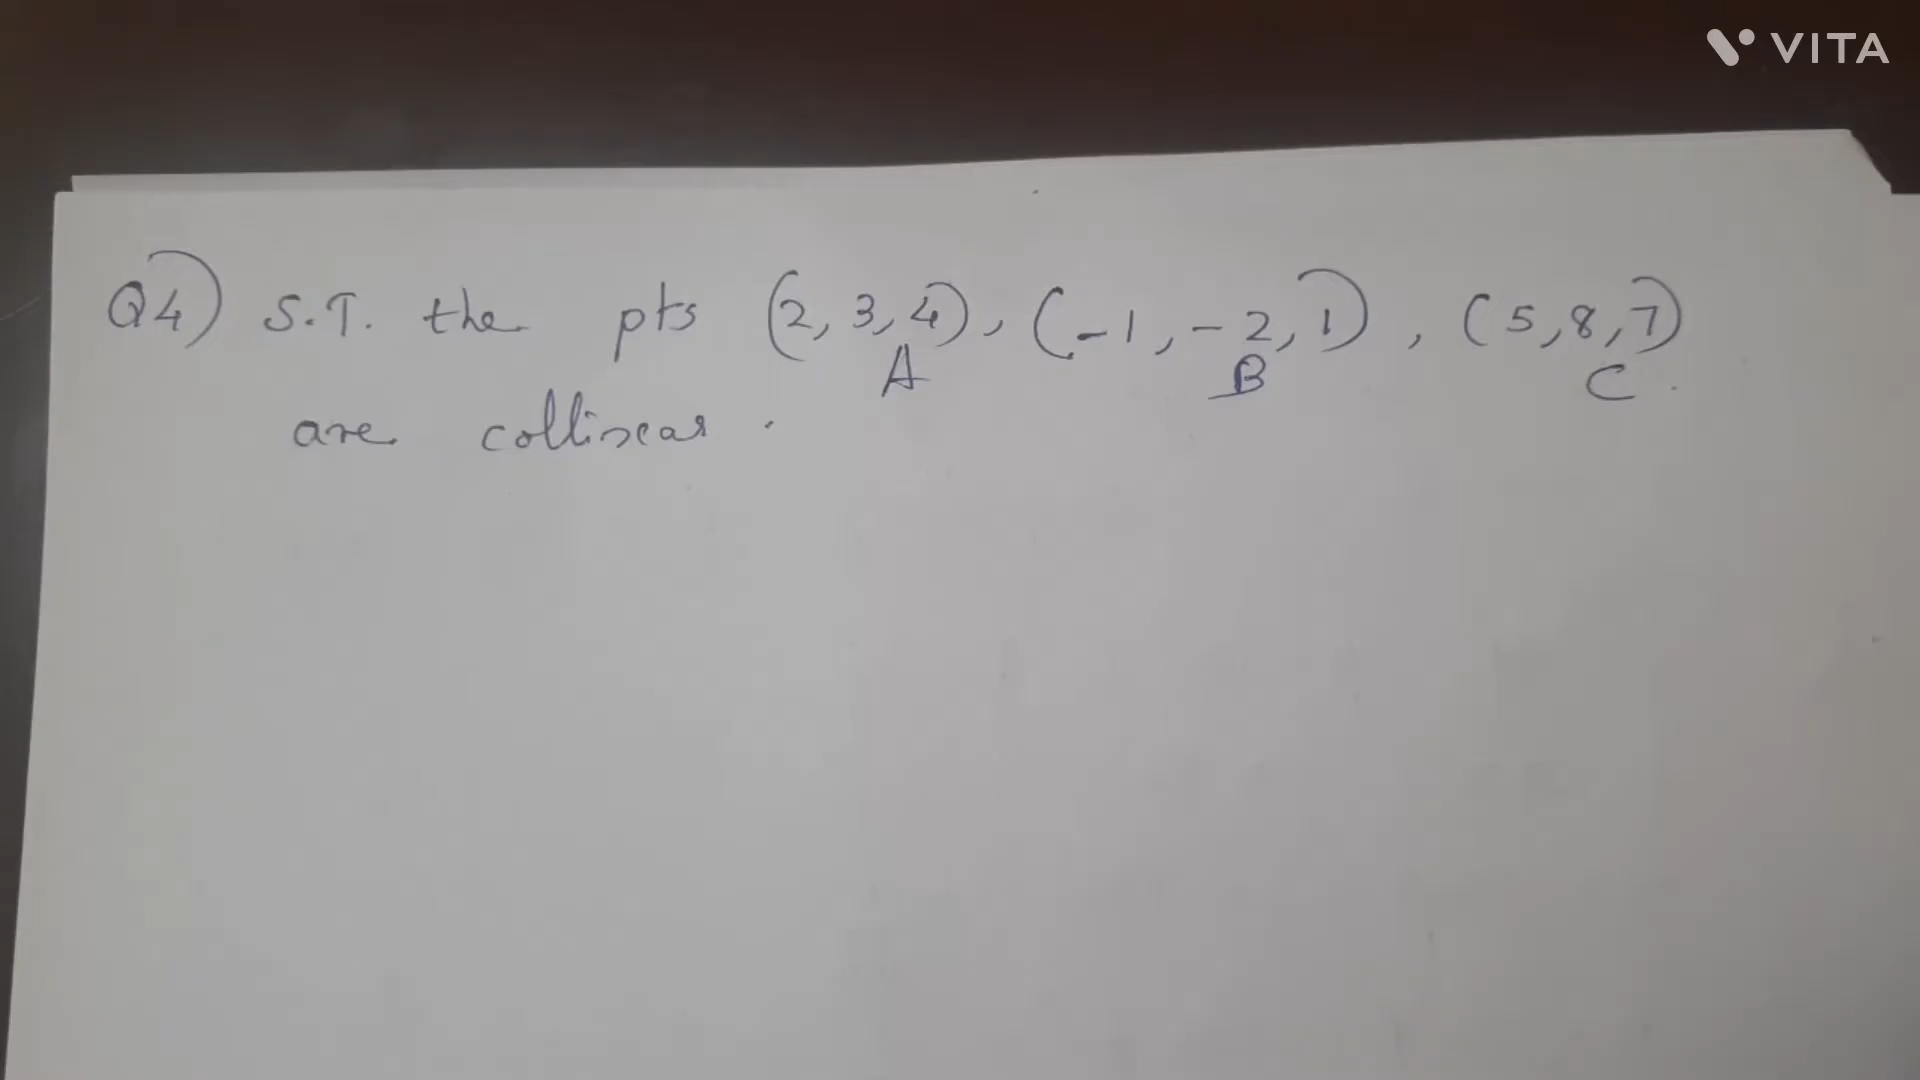 VITA
Q4) S.T. the pts (2, 3, 4), (-1, -2, 1), (5, 8, 7)
A B C
are collinear.